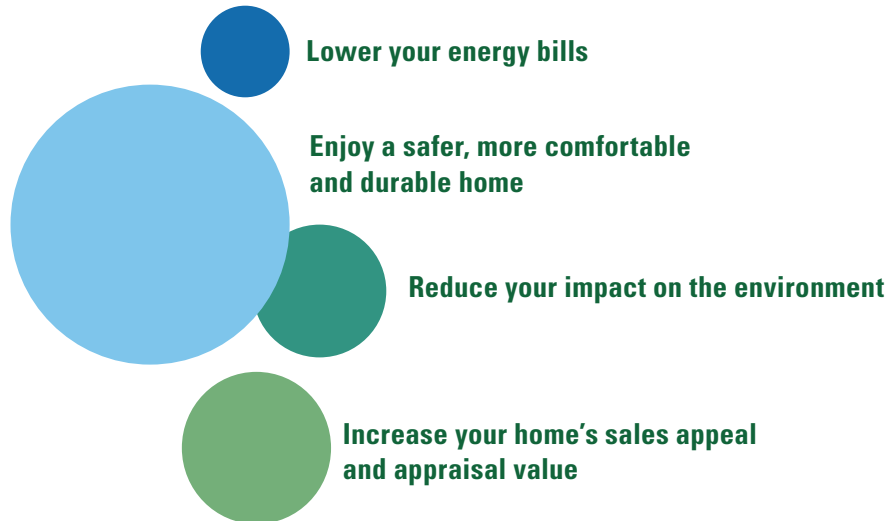 Lower your energy bills
Enjoy a safer, more comfortable
and durable home
Reduce your impact on the environment
Increase your home’s sales appeal
and appraisal value